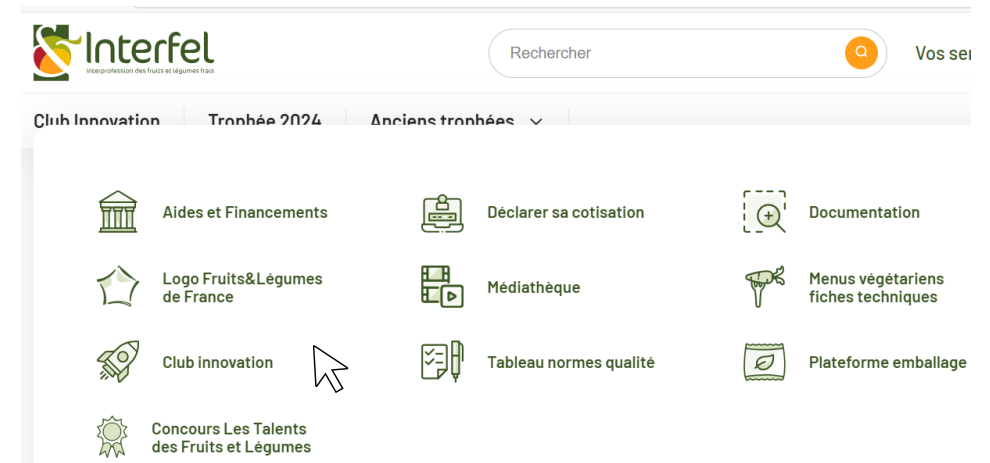 Interfel
Interprofession des fruits et légumes frais
Rechercher
Vos ser
Club Innovation
Trophée 2024
Anciens trophées
Aides et Financements
Déclarer sa cotisation
Documentation
Logo Fruits&Légumes
de France
Médiathèque
Menus végétariens
fiches techniques
Club innovation
Tableau normes qualité
Plateforme emballage
Concours Les Talents
des Fruits et Légumes